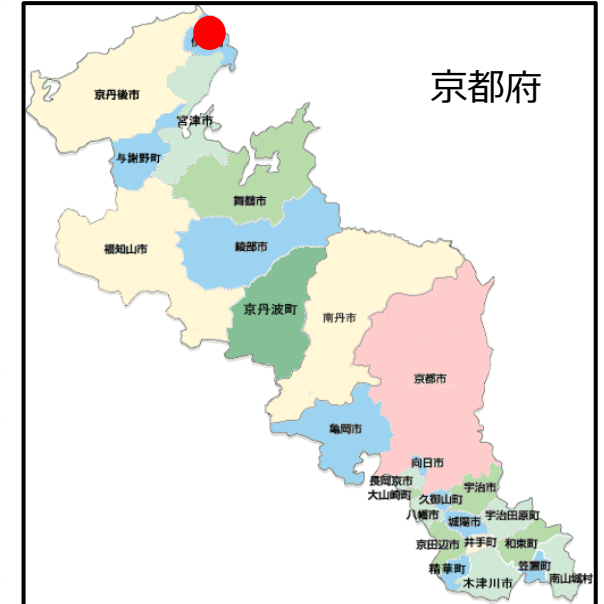 京都府
京丹後市
宮津市
与謝野町
舞鶴市
福知山市
綾部市
京丹波町
南丹市
京都市
亀岡市
向日市
長岡京市
大山崎町
宇治市
久御山町
八幡市
宇治田原町
城陽市
京田辺市
井手町
和束町
精華町
笠置町
南山城村
木津川市